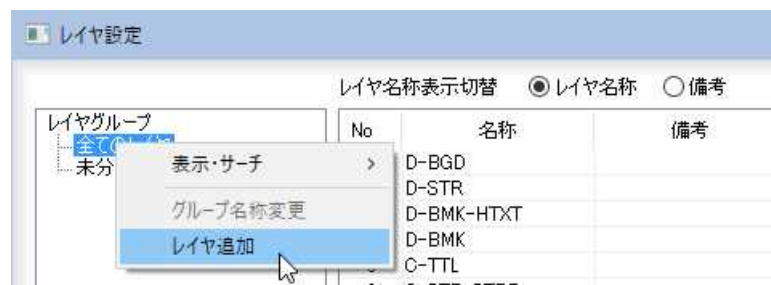 レイヤ設定
レイヤ名称表示切替 レイヤ名称 備考
レイヤグループ
全ての
未分
表示・サーチ >
グループ名称変更
レイヤ追加
No 名称 備考
D-BGD
D-STR
D-BMK-HTXT
D-BMK
C-TTL